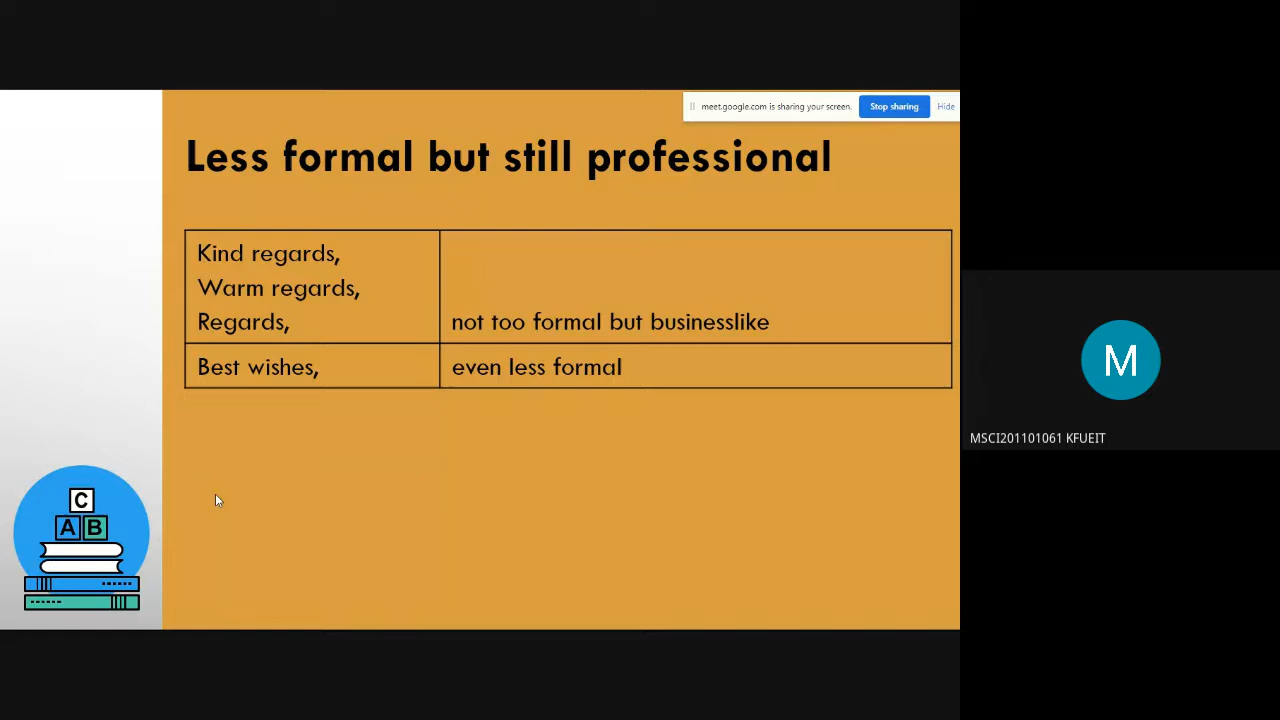 meet.google.com is sharing your screen. Stop sharing Hide
Less formal but still professional
Kind regards,
Warm regards,
Regards, not too formal but businesslike
Best wishes, even less formal
C
A B
M
MSCI201101061 KFUEIT